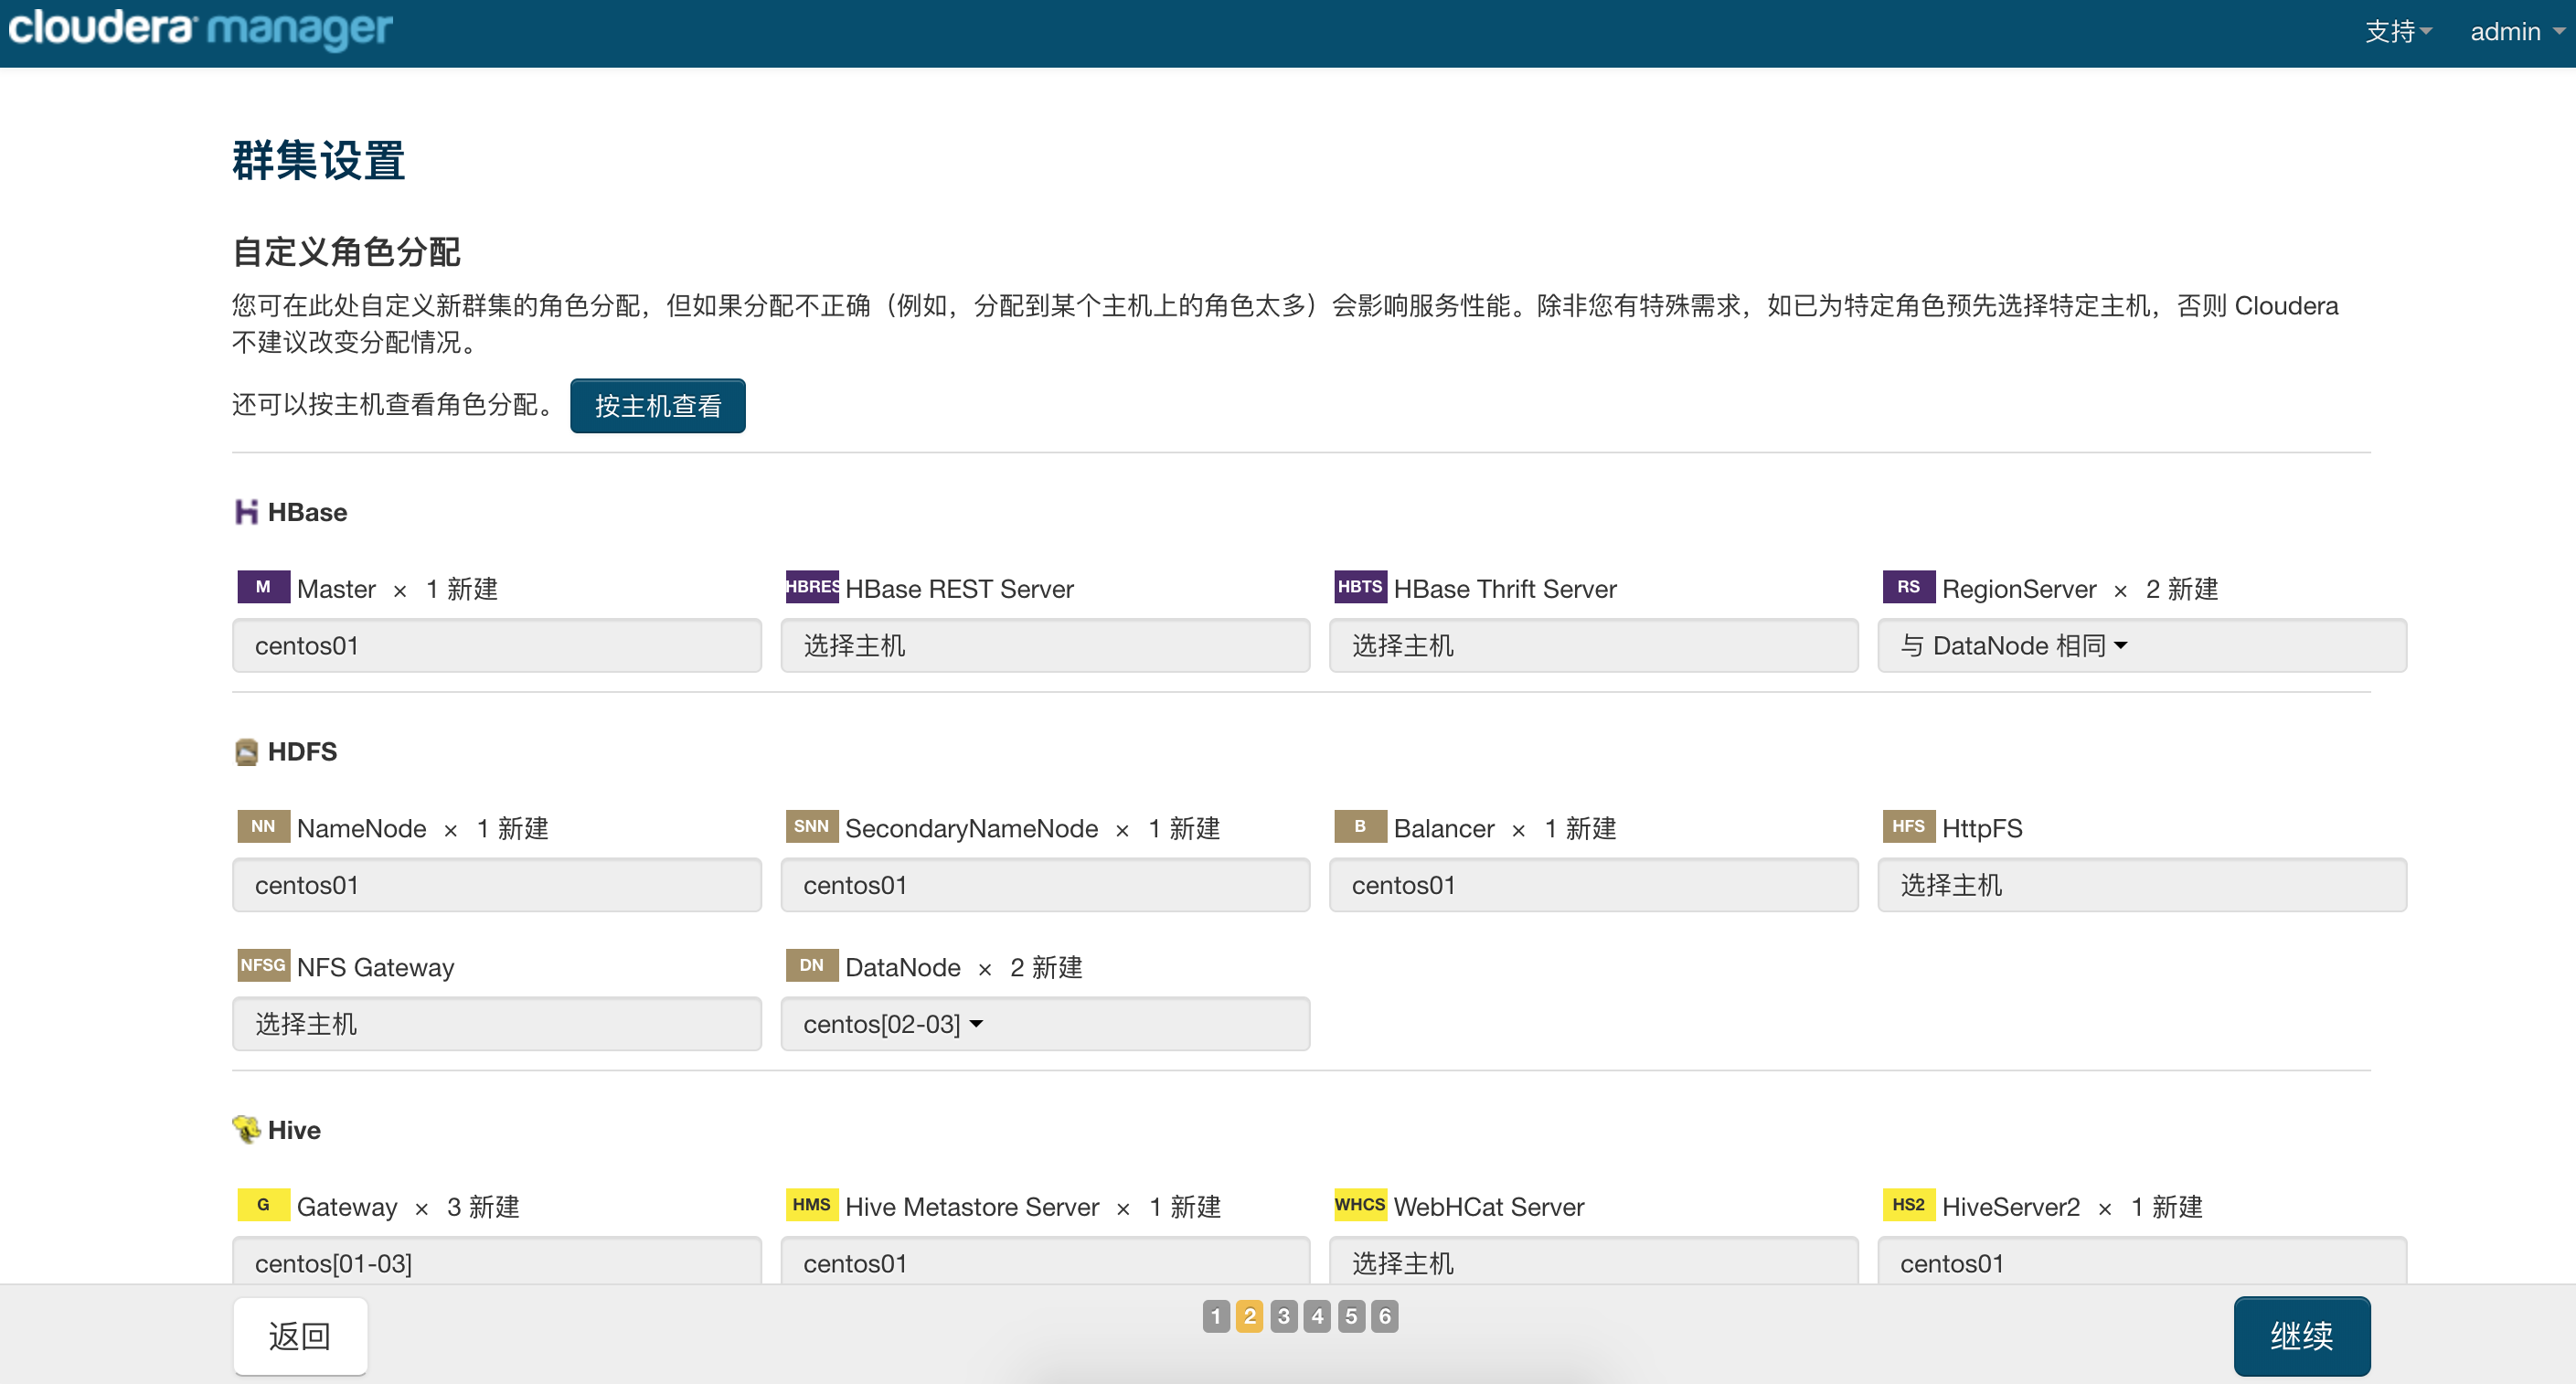 cloudera manager
支持 admin
群集设置
自定义角色分配
您可在此处自定义新群集的角色分配，但如果分配不正确（例如，分配到某个主机上的角色太多）会影响服务性能。除非您有特殊需求，如已为特定角色预先选择特定主机，否则 Cloudera
不建议改变分配情况。
还可以按主机查看角色分配。 按主机查看
HBase
M Master × 1 新建 HBRES HBase REST Server HBTS HBase Thrift Server RS RegionServer × 2 新建
centos01 选择主机 选择主机 与 DataNode 相同
HDFS
NN NameNode × 1 新建 SNN SecondaryNameNode × 1 新建 B Balancer × 1 新建 HFS HttpFS
centos01 centos01 centos01 选择主机
NFSG NFS Gateway DN DataNode × 2 新建
选择主机 centos[02-03]
Hive
G Gateway × 3 新建 HMS Hive Metastore Server × 1 新建 WHCS WebHCat Server HS2 HiveServer2 × 1 新建
centos[01-03] centos01 选择主机 centos01
返回 1 2 3 4 5 6 继续